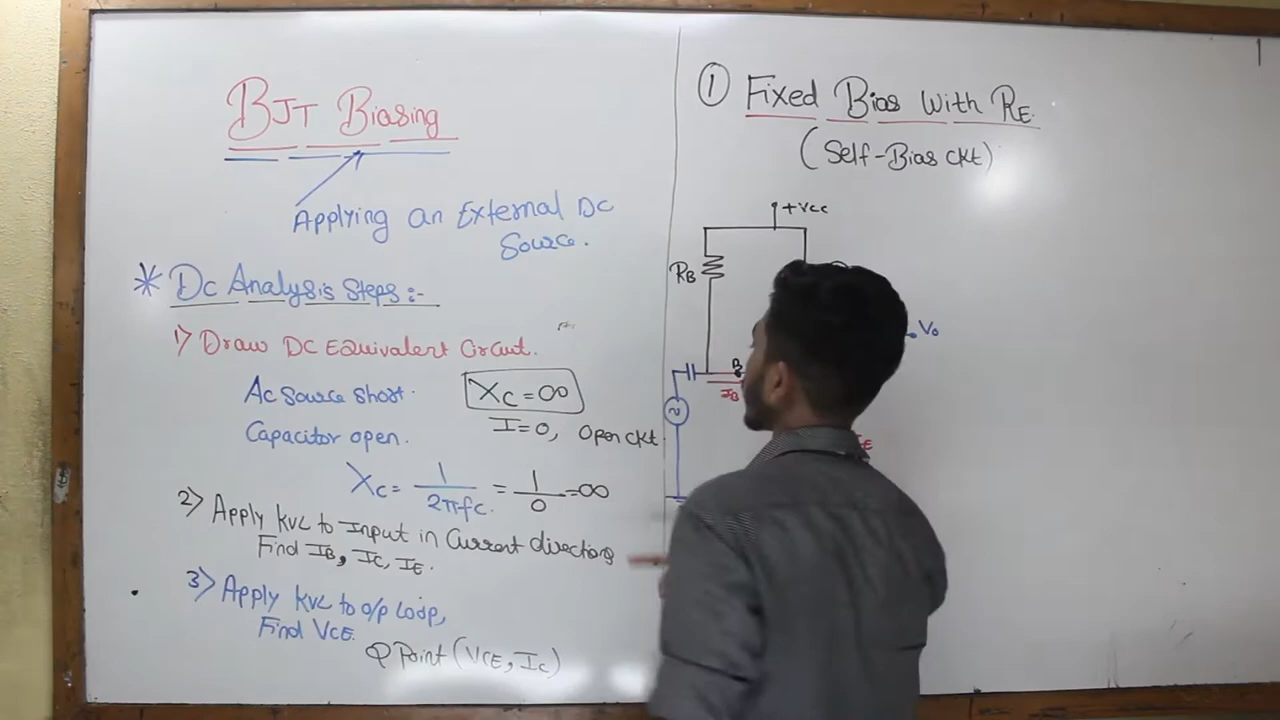 BJT Biasing
Applying an External DC
Source.
* DC Analysis Steps :-
1) Draw DC Equivalent Circuit.
AC Source Short.
Capacitor open.
XC = ∞
I=0, Open ckt
XC = 1/2πfc. = 1/0 = ∞
2) Apply KVL to Input in Current direction,
Find IB, IC, IE.
3) Apply KVL to O/P Loop,
Find VCE.
Q Point (VCE, IC)
① Fixed Bias With RE.
(Self-Bias ckt)
+VCC
RB
Vo
B
IB
E